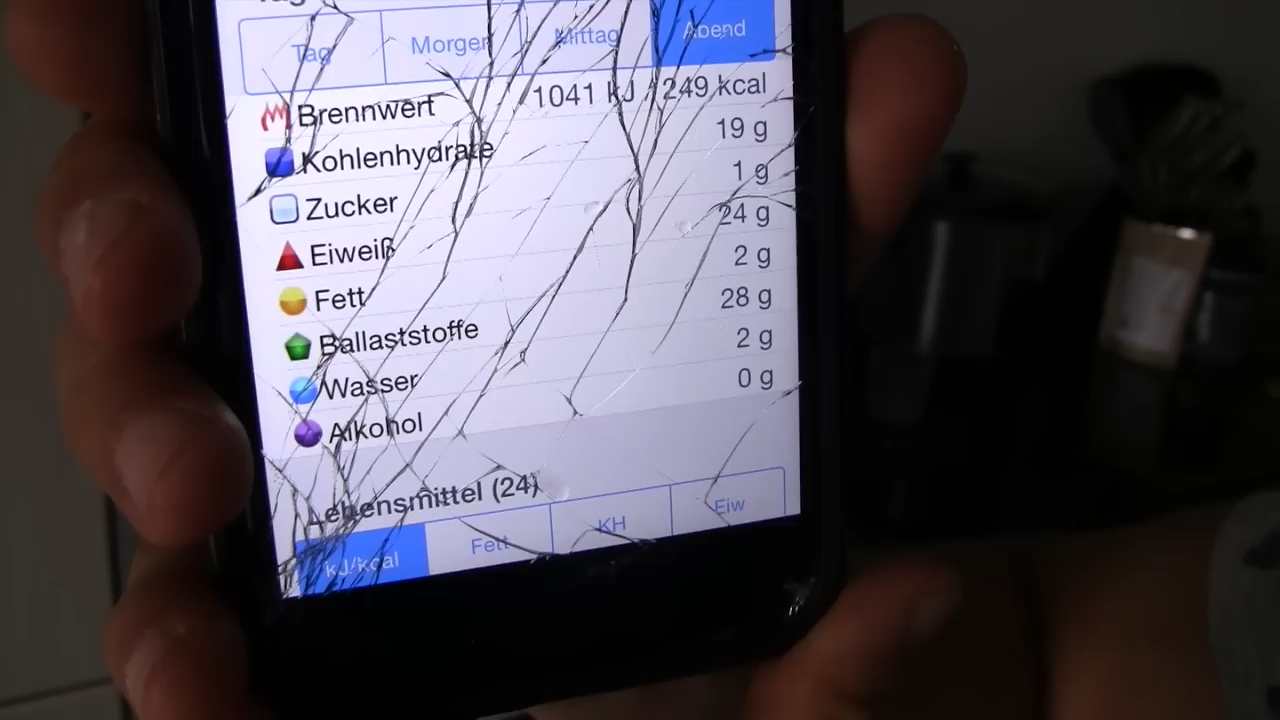 Tag Morgen Mittag Abend
Brennwert 1041 kJ / 249 kcal
Kohlenhydrate 19 g
Zucker 1 g
Eiweiß 24 g
Fett 2 g
Ballaststoffe 28 g
Wasser 2 g
Alkohol 0 g
Lebensmittel (24)
kJ/kcal Fett KH Eiw